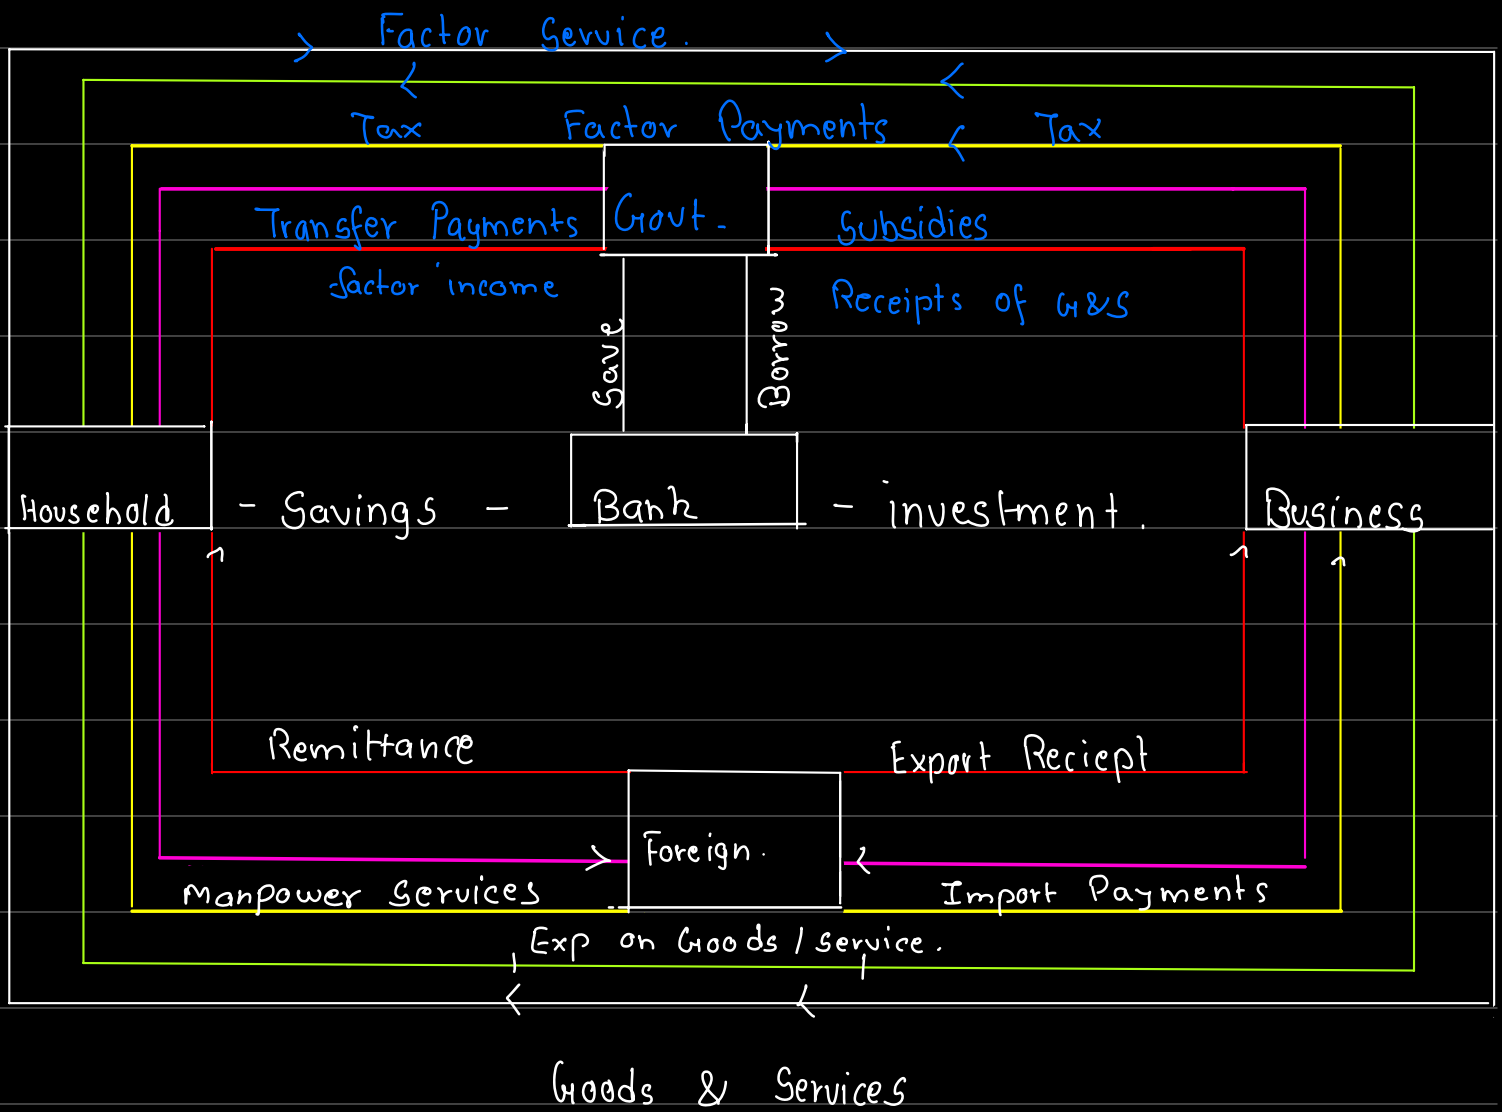 Factor Service.
Tax Factor Payments Tax
Transfer Payments Govt. Subsidies
factor income Receipts of G&S
Save Borrow
Household - Savings - Bank - investment. Business
Remittance Export Reciept
Foreign.
Manpower Services Import Payments
Exp on Goods / service.
Goods & Services